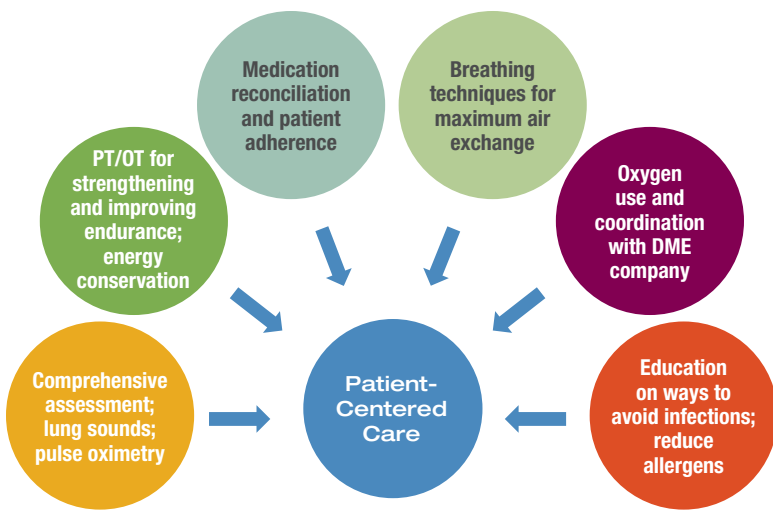 Medication
reconciliation
and patient
adherence
Breathing
techniques for
maximum air
exchange
PT/OT for
strengthening
and improving
endurance;
energy
conservation
Oxygen
use and
coordination
with DME
company
Comprehensive
assessment;
lung sounds;
pulse oximetry
Patient-
Centered
Care
Education
on ways to
avoid infections;
reduce
allergens